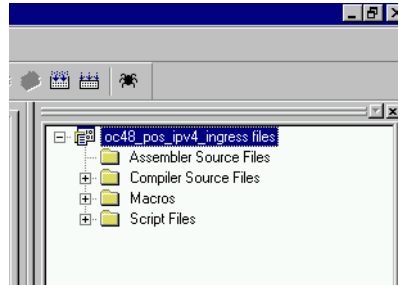 oc48_pos_ipv4_ingress files
Assembler Source Files
Compiler Source Files
Macros
Script Files